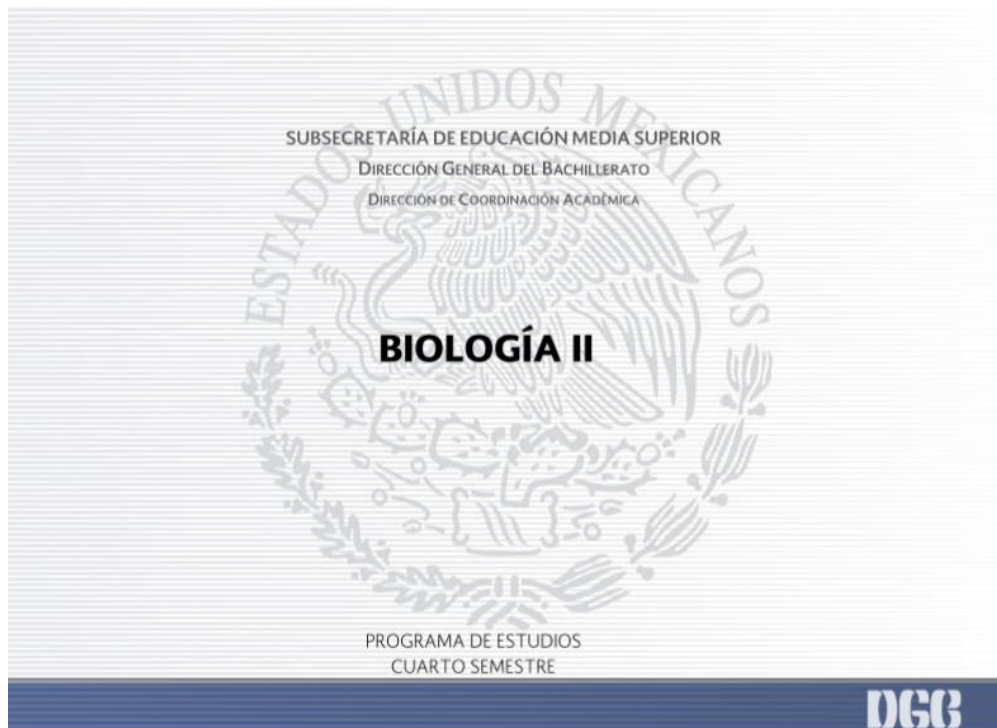 ESTADOS UNIDOS MEXICANOS
SUBSECRETARÍA DE EDUCACIÓN MEDIA SUPERIOR
DIRECCIÓN GENERAL DEL BACHILLERATO
DIRECCIÓN DE COORDINACIÓN ACADÉMICA
BIOLOGÍA II
PROGRAMA DE ESTUDIOS
CUARTO SEMESTRE
DGB